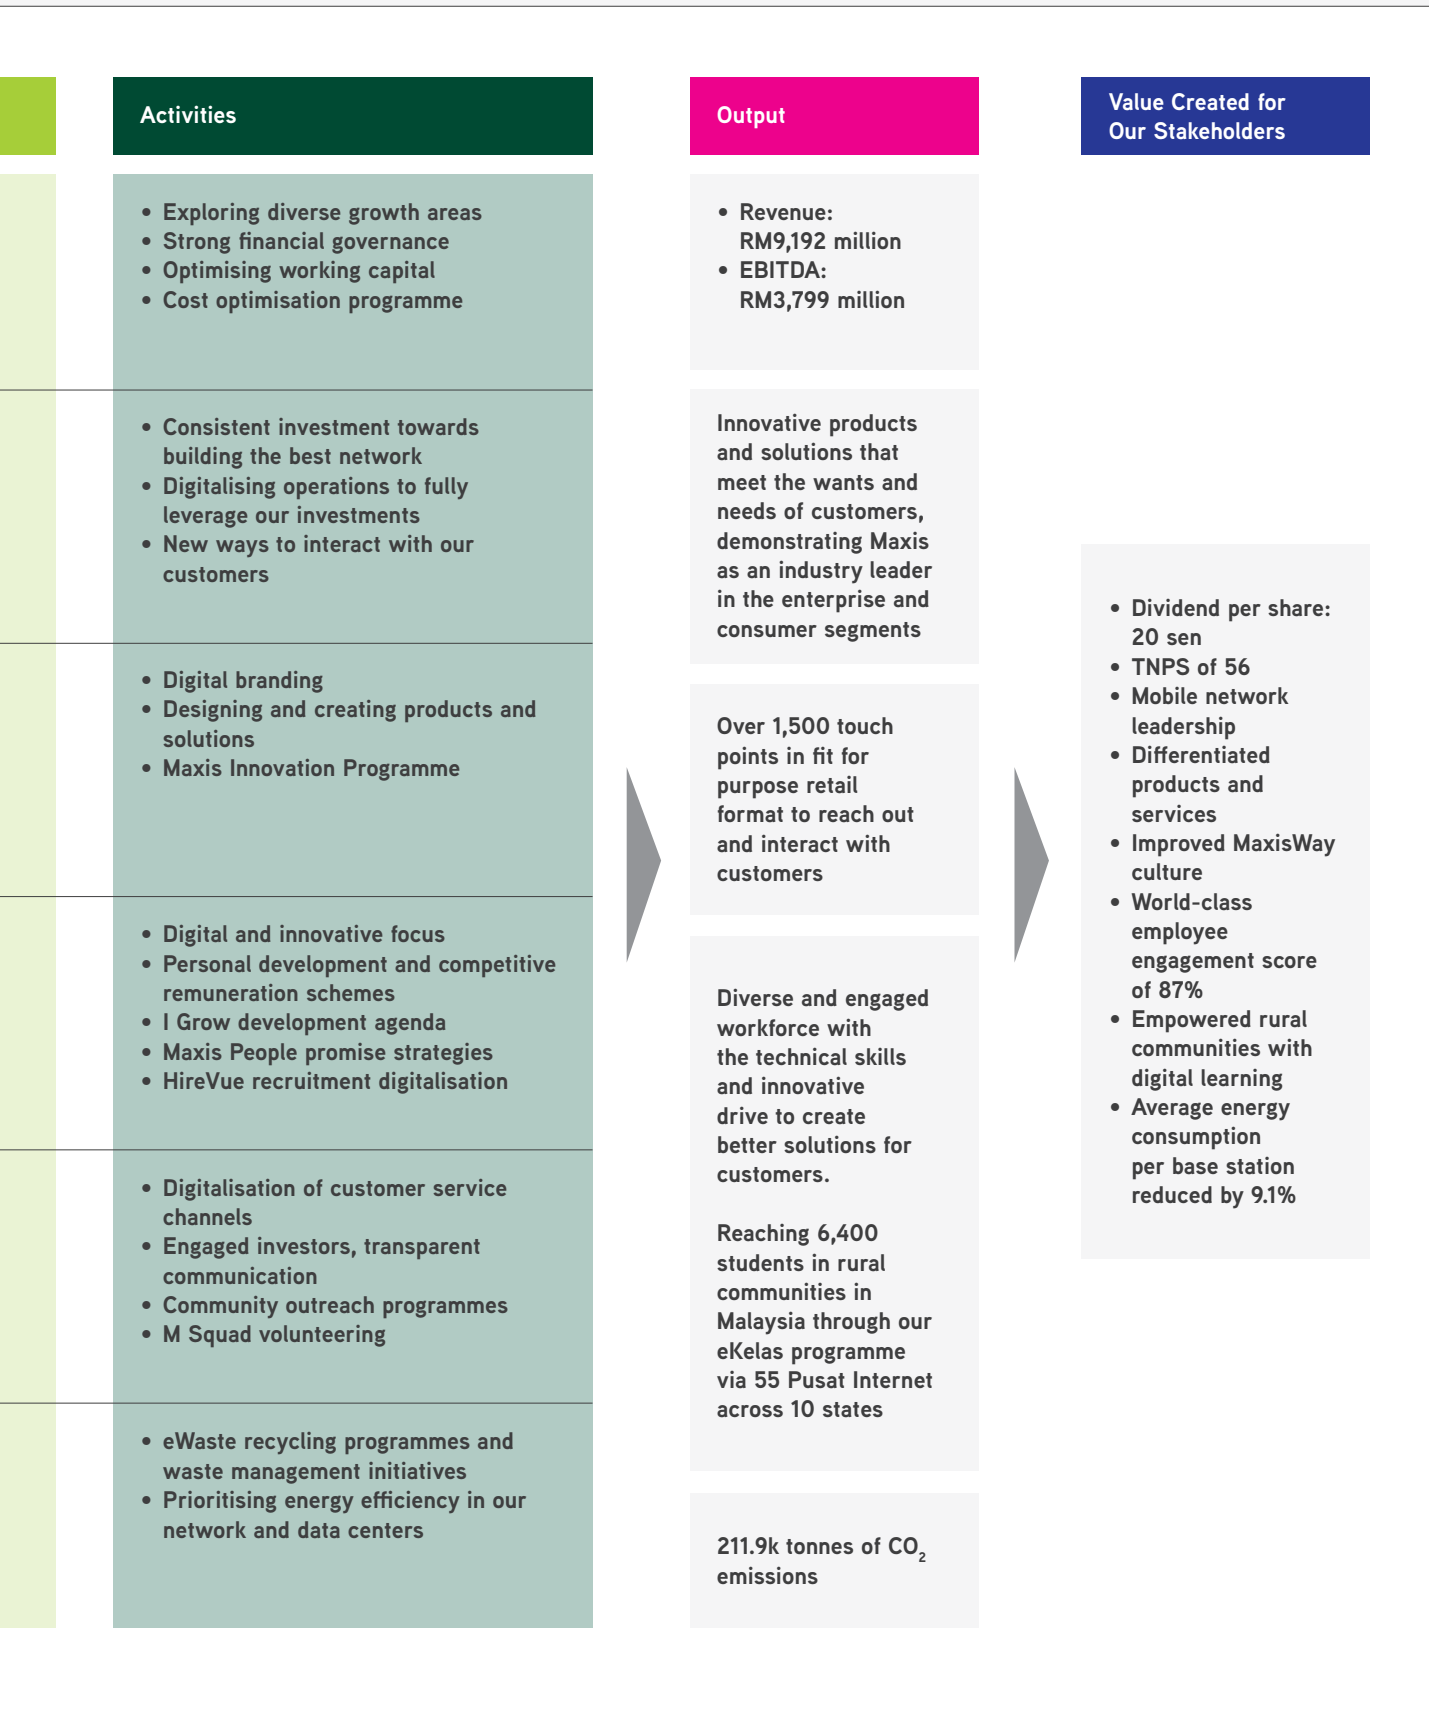 Activities
• Exploring diverse growth areas
• Strong financial governance
• Optimising working capital
• Cost optimisation programme
• Consistent investment towards
building the best network
• Digitalising operations to fully
leverage our investments
• New ways to interact with our
customers
• Digital branding
• Designing and creating products and
solutions
• Maxis Innovation Programme
• Digital and innovative focus
• Personal development and competitive
remuneration schemes
• I Grow development agenda
• Maxis People promise strategies
• HireVue recruitment digitalisation
• Digitalisation of customer service
channels
• Engaged investors, transparent
communication
• Community outreach programmes
• M Squad volunteering
• eWaste recycling programmes and
waste management initiatives
• Prioritising energy efficiency in our
network and data centers
Output
• Revenue:
RM9,192 million
• EBITDA:
RM3,799 million
Innovative products
and solutions that
meet the wants and
needs of customers,
demonstrating Maxis
as an industry leader
in the enterprise and
consumer segments
Over 1,500 touch
points in fit for
purpose retail
format to reach out
and interact with
customers
Diverse and engaged
workforce with
the technical skills
and innovative
drive to create
better solutions for
customers.
Reaching 6,400
students in rural
communities in
Malaysia through our
eKelas programme
via 55 Pusat Internet
across 10 states
211.9k tonnes of CO₂
emissions
Value Created for
Our Stakeholders
• Dividend per share:
20 sen
• TNPS of 56
• Mobile network
leadership
• Differentiated
products and
services
• Improved MaxisWay
culture
• World-class
employee
engagement score
of 87%
• Empowered rural
communities with
digital learning
• Average energy
consumption
per base station
reduced by 9.1%